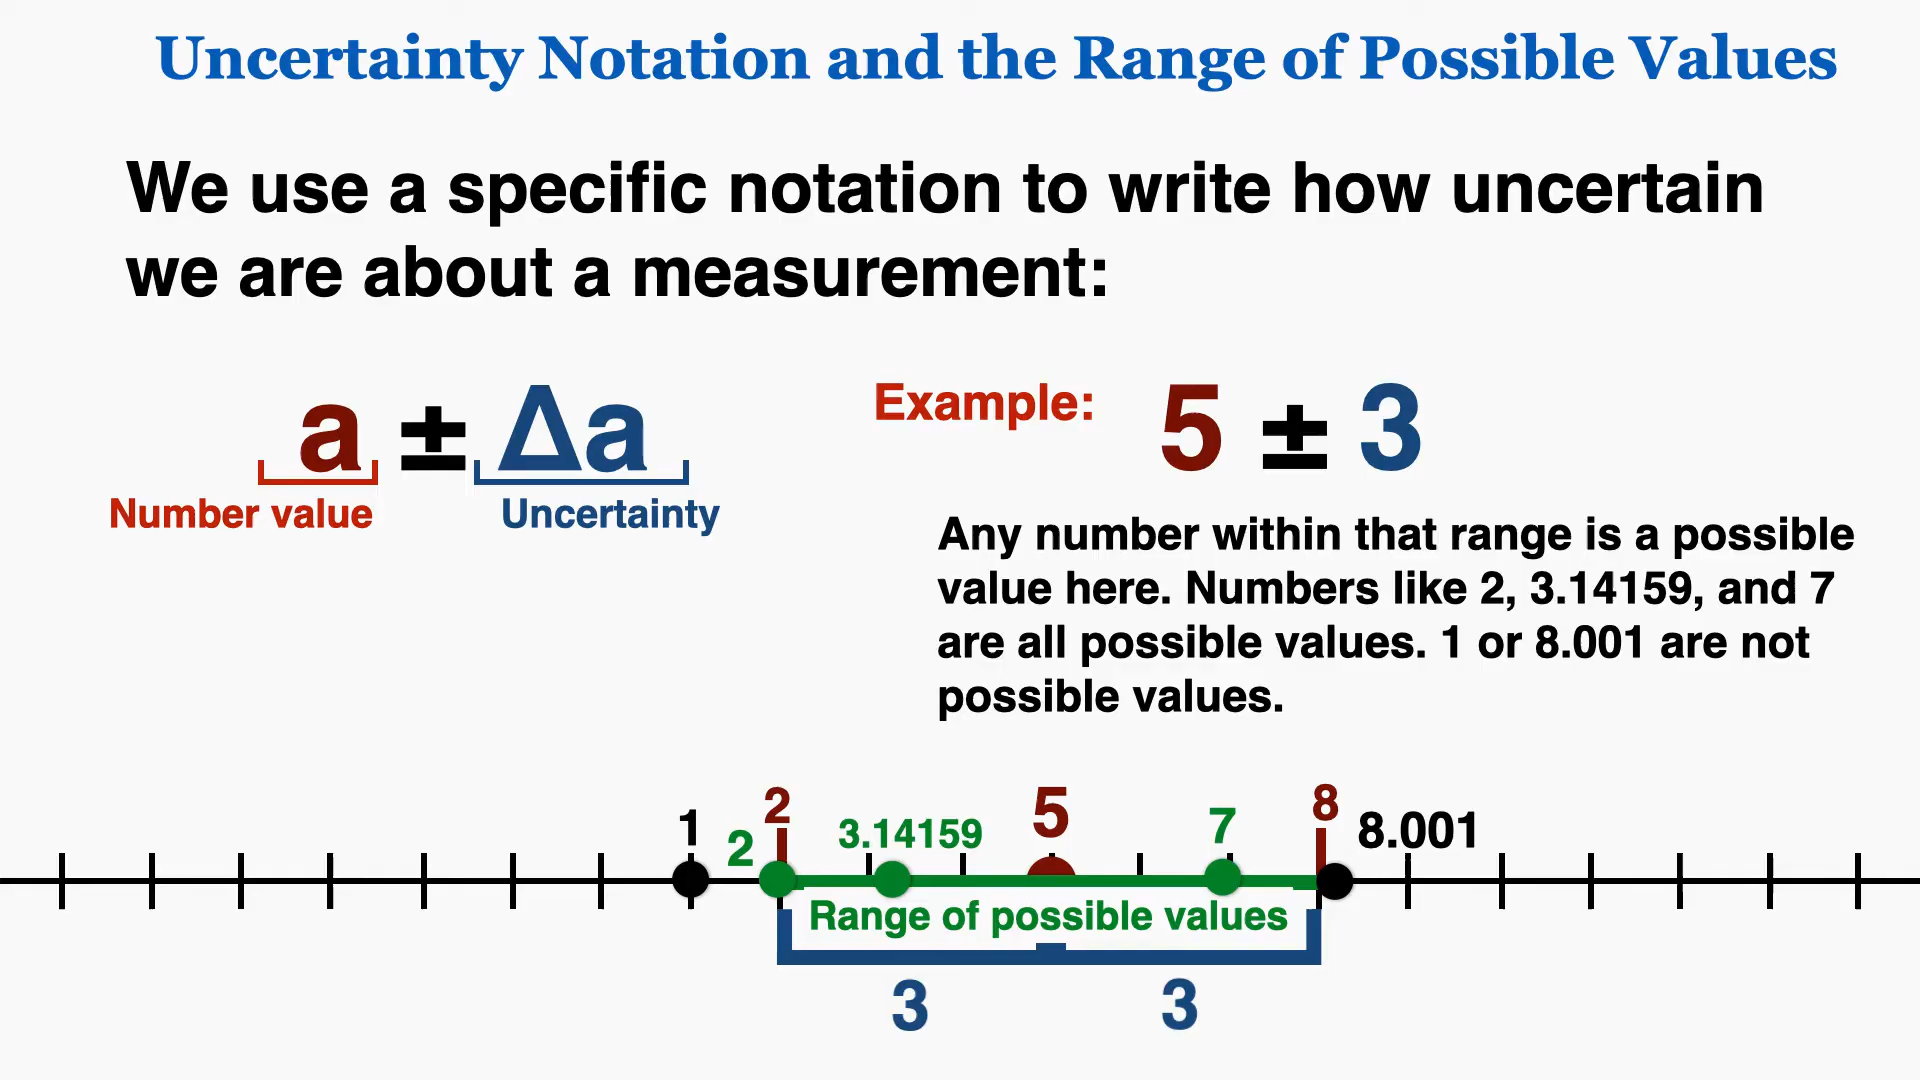 Uncertainty Notation and the Range of Possible Values
We use a specific notation to write how uncertain
we are about a measurement:
a ± Δa
Number value
Uncertainty
Example:
5 ± 3
Any number within that range is a possible
value here. Numbers like 2, 3.14159, and 7
are all possible values. 1 or 8.001 are not
possible values.
1 2 2 3.14159 5 7 8 8.001
Range of possible values
3 3